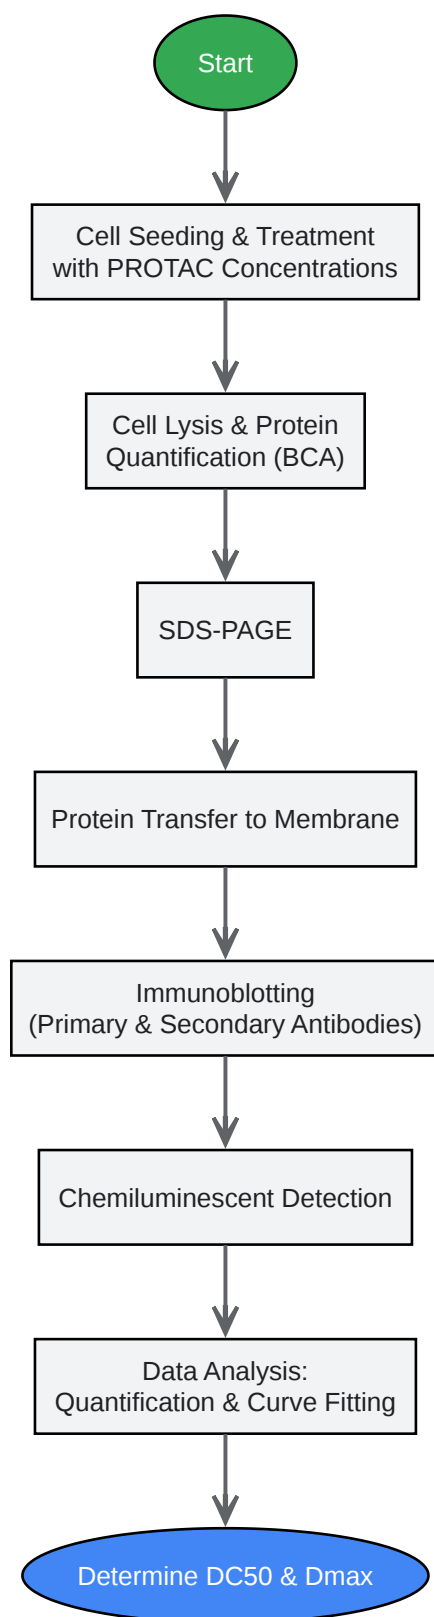 Start
Cell Seeding & Treatment
with PROTAC Concentrations
Cell Lysis & Protein
Quantification (BCA)
SDS-PAGE
Protein Transfer to Membrane
Immunoblotting
(Primary & Secondary Antibodies)
Chemiluminescent Detection
Data Analysis:
Quantification & Curve Fitting
Determine DC50 & Dmax